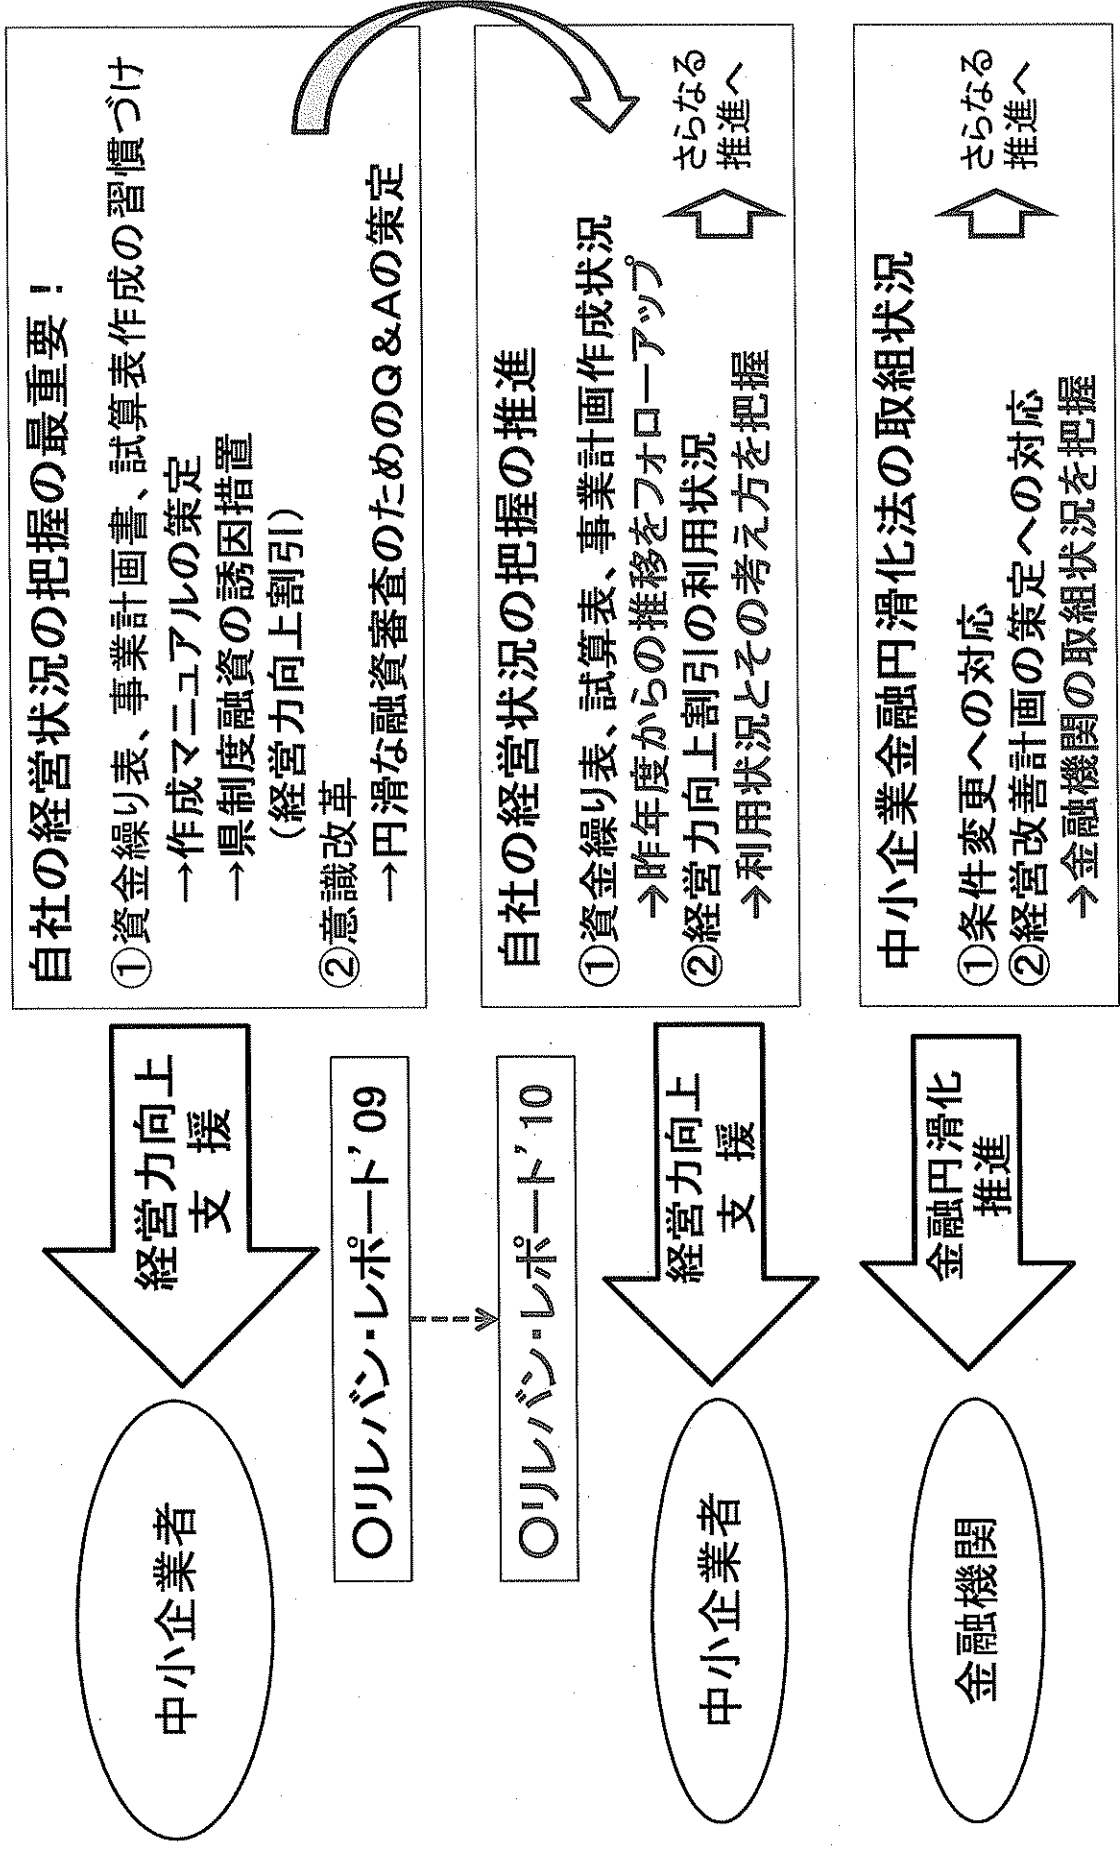 中小企業者
経営力向上
支　援
自社の経営状況の把握の最重要！
①資金繰り表、事業計画書、試算表作成の習慣づけ
→作成マニュアルの策定
→県制度融資の誘因措置
（経営力向上割引）
②意識改革
→円滑な融資審査のためのQ＆Aの策定
○リレバン・レポート’09
○リレバン・レポート’10
中小企業者
経営力向上
支　援
自社の経営状況の把握の推進
①資金繰り表、試算表、事業計画作成状況
→昨年度からの推移をフォローアップ
②経営力向上割引の利用状況
→利用状況とその考え方を把握
さらなる
推進へ
金融機関
金融円滑化
推進
中小企業金融円滑化法の取組状況
①条件変更への対応
②経営改善計画の策定への対応
→金融機関の取組状況を把握
さらなる
推進へ